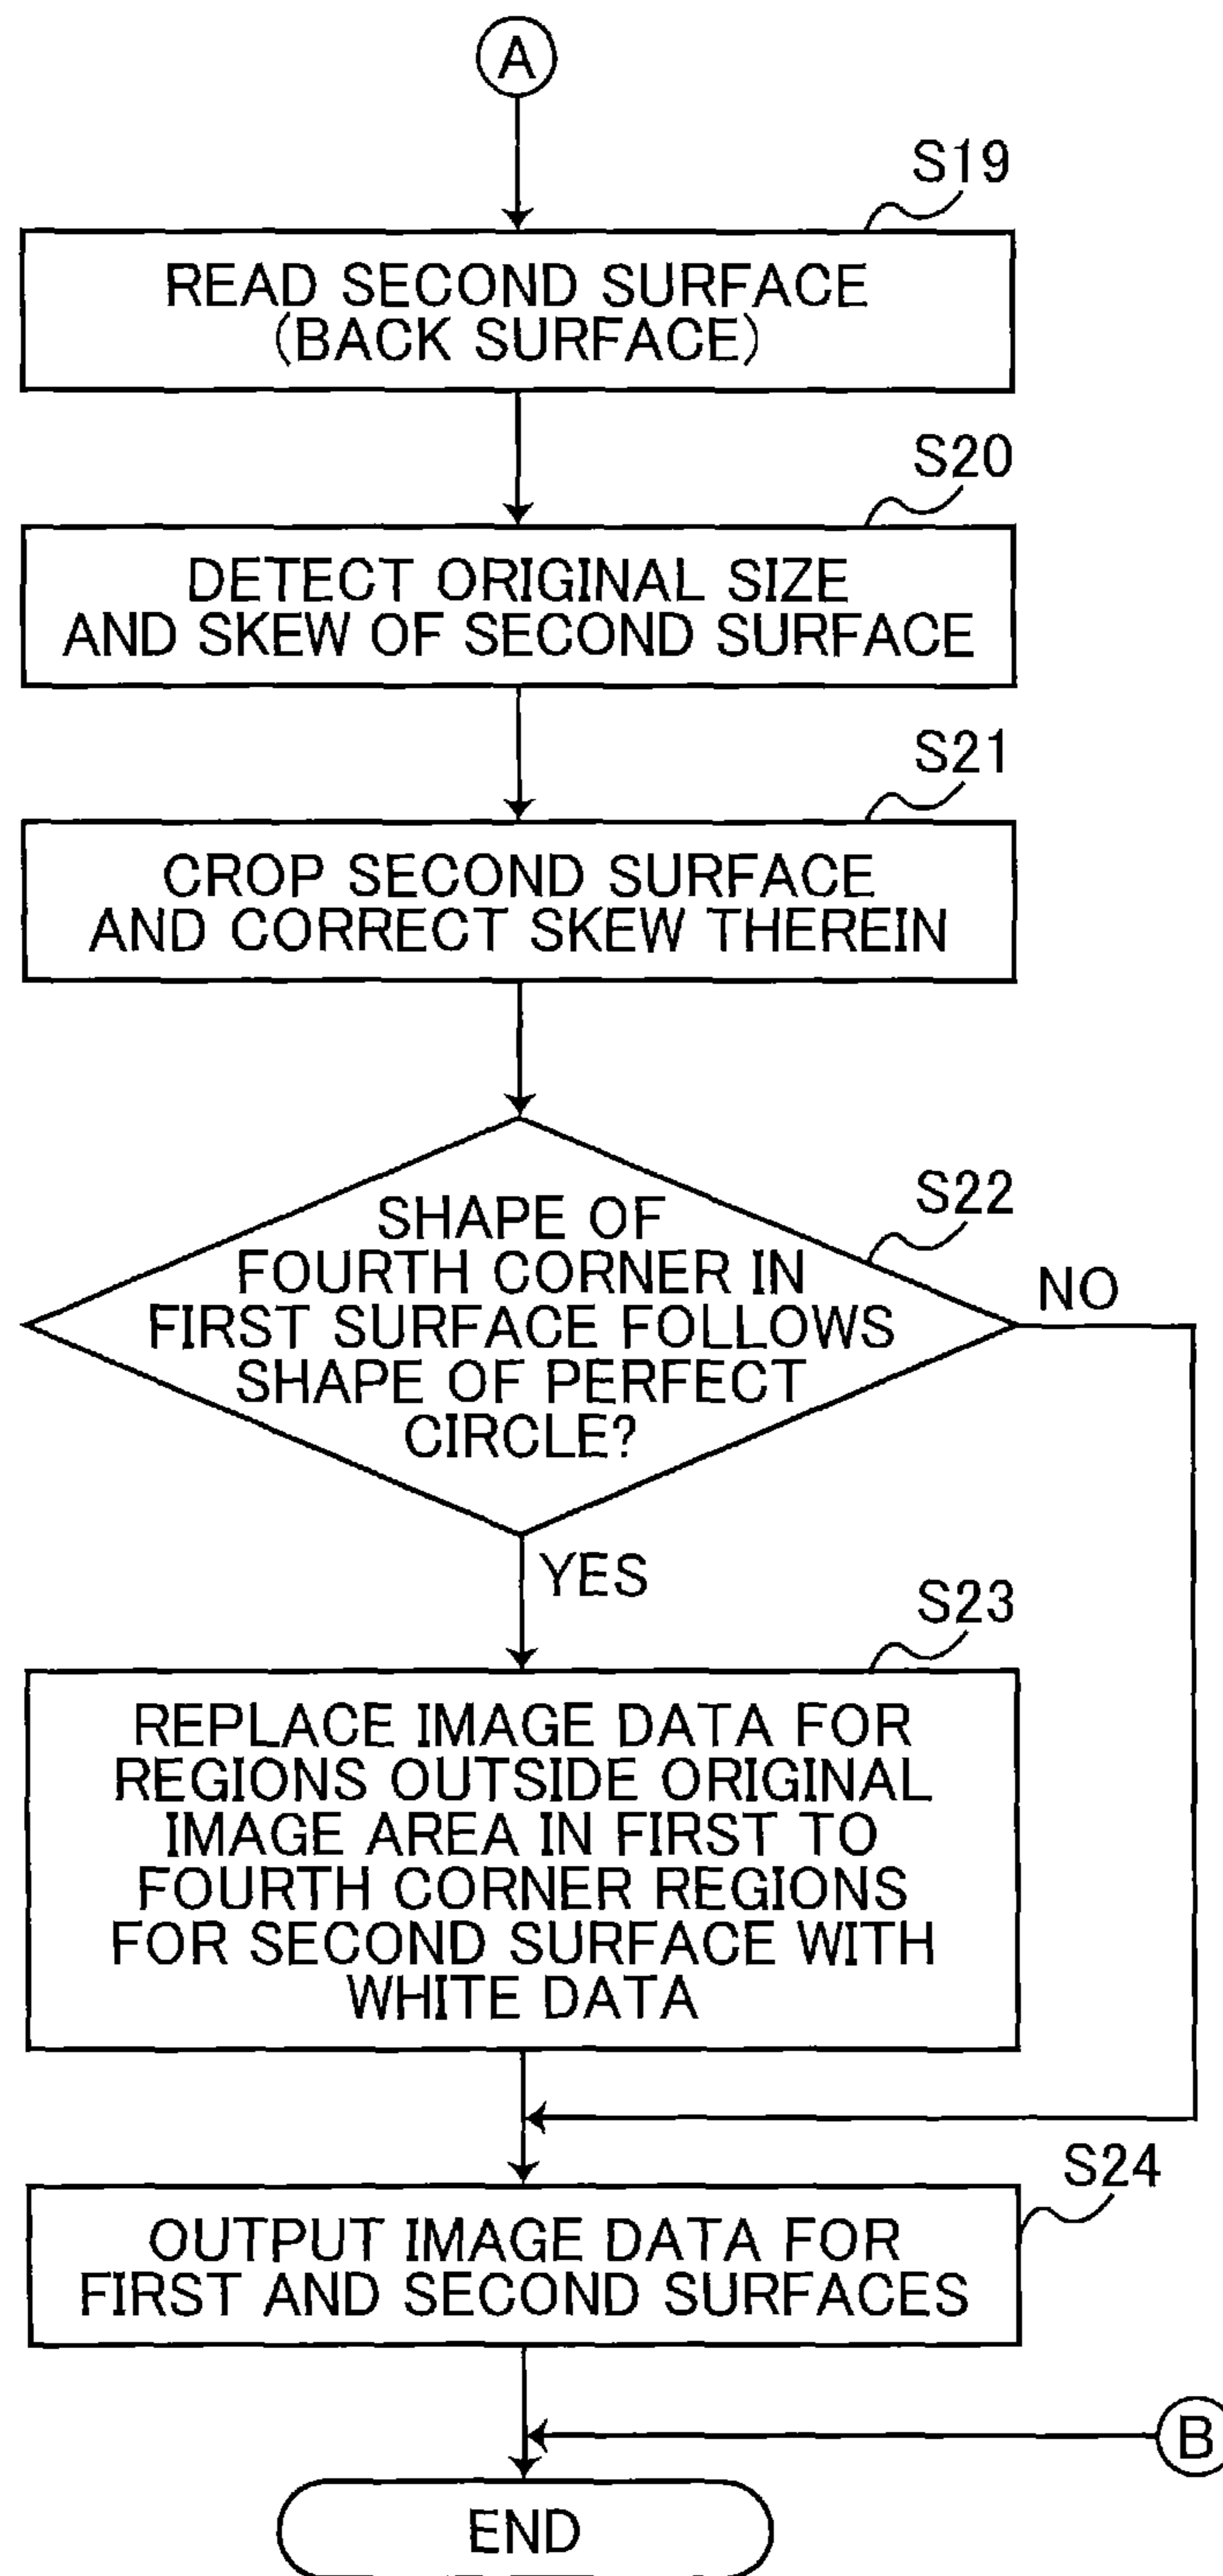 A
S19
READ SECOND SURFACE
(BACK SURFACE)
S20
DETECT ORIGINAL SIZE
AND SKEW OF SECOND SURFACE
S21
CROP SECOND SURFACE
AND CORRECT SKEW THEREIN
S22
SHAPE OF
FOURTH CORNER IN
FIRST SURFACE FOLLOWS
SHAPE OF PERFECT
CIRCLE?
NO
YES
S23
REPLACE IMAGE DATA FOR
REGIONS OUTSIDE ORIGINAL
IMAGE AREA IN FIRST TO
FOURTH CORNER REGIONS
FOR SECOND SURFACE WITH
WHITE DATA
S24
OUTPUT IMAGE DATA FOR
FIRST AND SECOND SURFACES
B
END